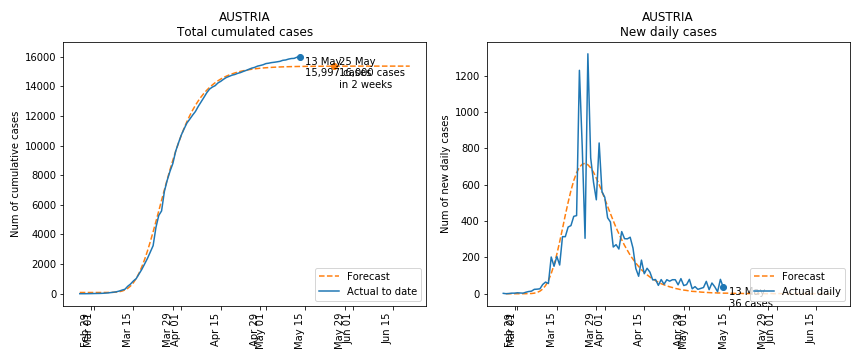 AUSTRIA
Total cumulated cases
Num of cumulative cases
16000
14000
12000
10000
8000
6000
4000
2000
0
13 May
15,997 cases
25 May
16,000 cases
in 2 weeks
Forecast
Actual to date
Feb 29
Mar 01
Mar 15
Mar 29
Apr 01
Apr 15
Apr 29
May 01
May 15
May 29
Jun 01
Jun 15
AUSTRIA
New daily cases
Num of new daily cases
1200
1000
800
600
400
200
0
13 May
36 cases
Forecast
Actual daily
Feb 29
Mar 01
Mar 15
Mar 29
Apr 01
Apr 15
Apr 29
May 01
May 15
May 29
Jun 01
Jun 15